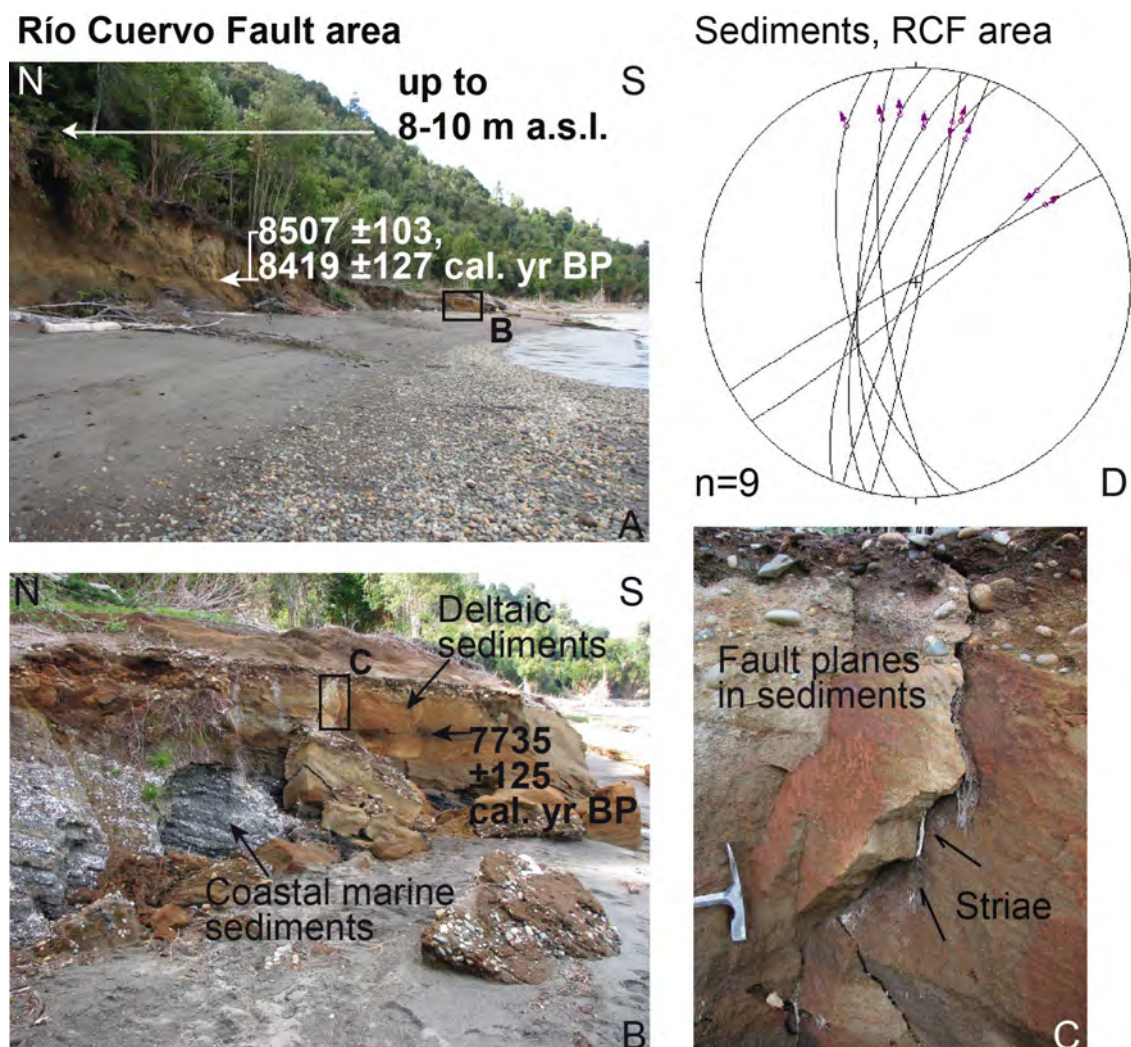 Río Cuervo Fault area
N
S
up to
8-10 m a.s.l.
8507 ±103,
8419 ±127 cal. yr BP
B
A
Sediments, RCF area
n=9
D
N
S
Deltaic
sediments
C
7735
±125
cal. yr BP
Coastal marine
sediments
B
Fault planes
in sediments
Striae
C